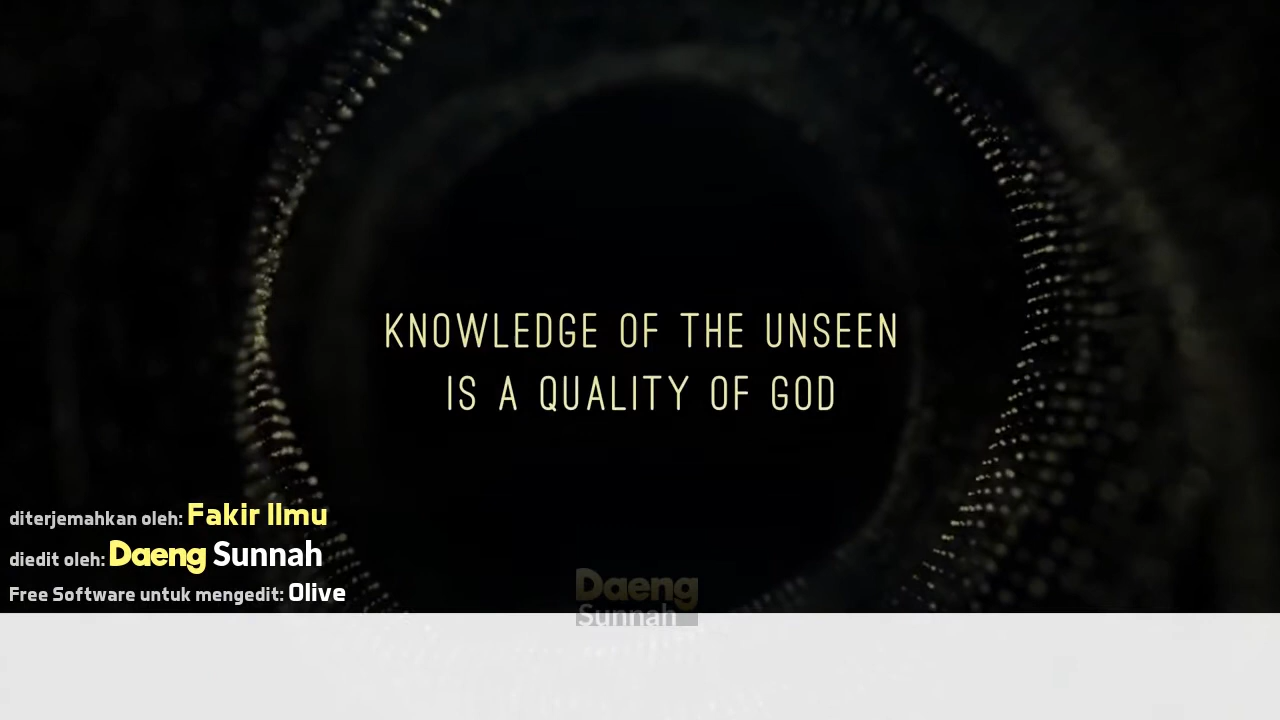 KNOWLEDGE OF THE UNSEEN
IS A QUALITY OF GOD
diterjemahkan oleh: Fakir Ilmu
diedit oleh: Daeng Sunnah
Free Software untuk mengedit: Olive
Daeng
Sunnah